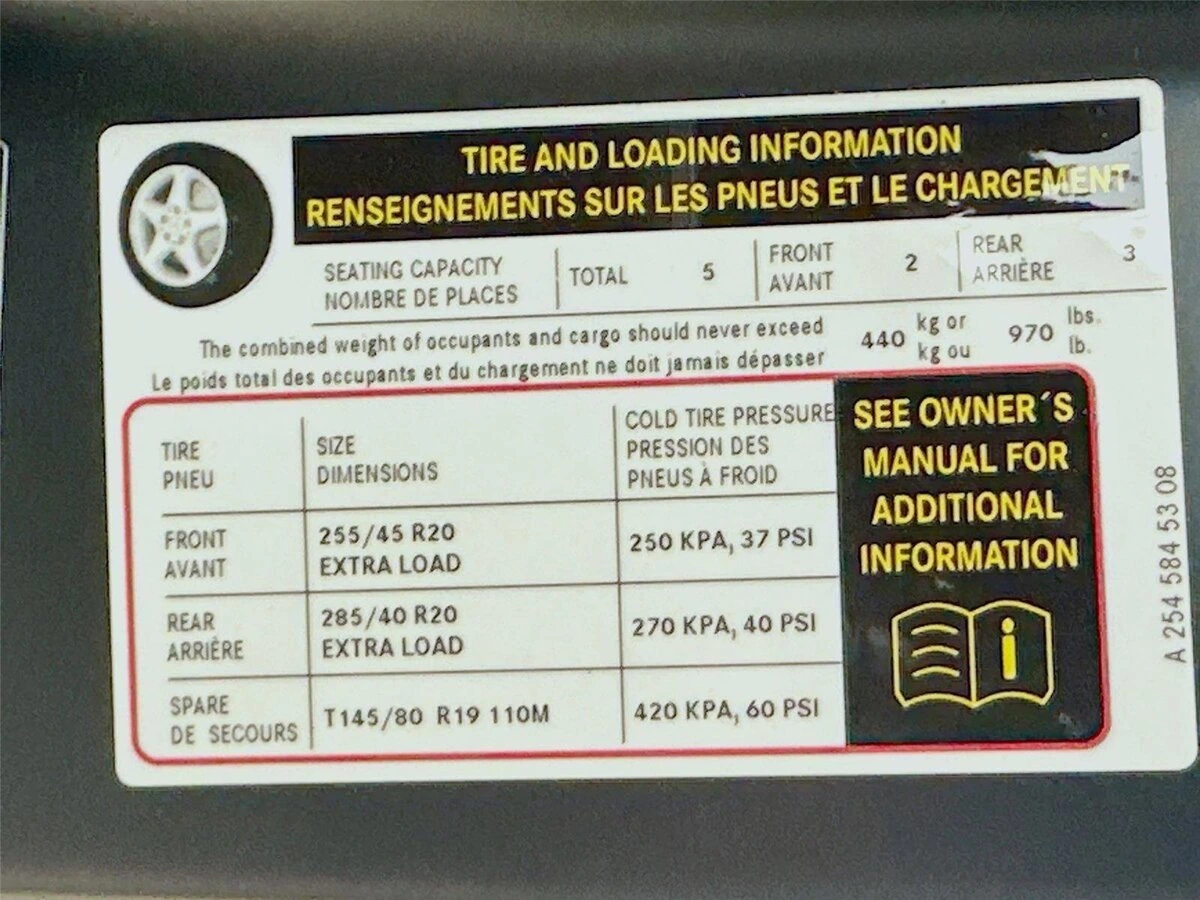 TIRE AND LOADING INFORMATION
RENSEIGNEMENTS SUR LES PNEUS ET LE CHARGEMENT
SEATING CAPACITY
NOMBRE DE PLACES
TOTAL 5
FRONT
AVANT
2
REAR
ARRIÈRE
3
The combined weight of occupants and cargo should never exceed 440 kg or 970 lbs.
Le poids total des occupants et du chargement ne doit jamais dépasser kg ou lb.
TIRE
PNEU
SIZE
DIMENSIONS
COLD TIRE PRESSURE
PRESSION DES
PNEUS À FROID
FRONT
AVANT
255/45 R20
EXTRA LOAD
250 KPA, 37 PSI
REAR
ARRIÈRE
285/40 R20
EXTRA LOAD
270 KPA, 40 PSI
SPARE
DE SECOURS
T145/80 R19 110M
420 KPA, 60 PSI
SEE OWNER´S
MANUAL FOR
ADDITIONAL
INFORMATION
i
A 254 584 53 08